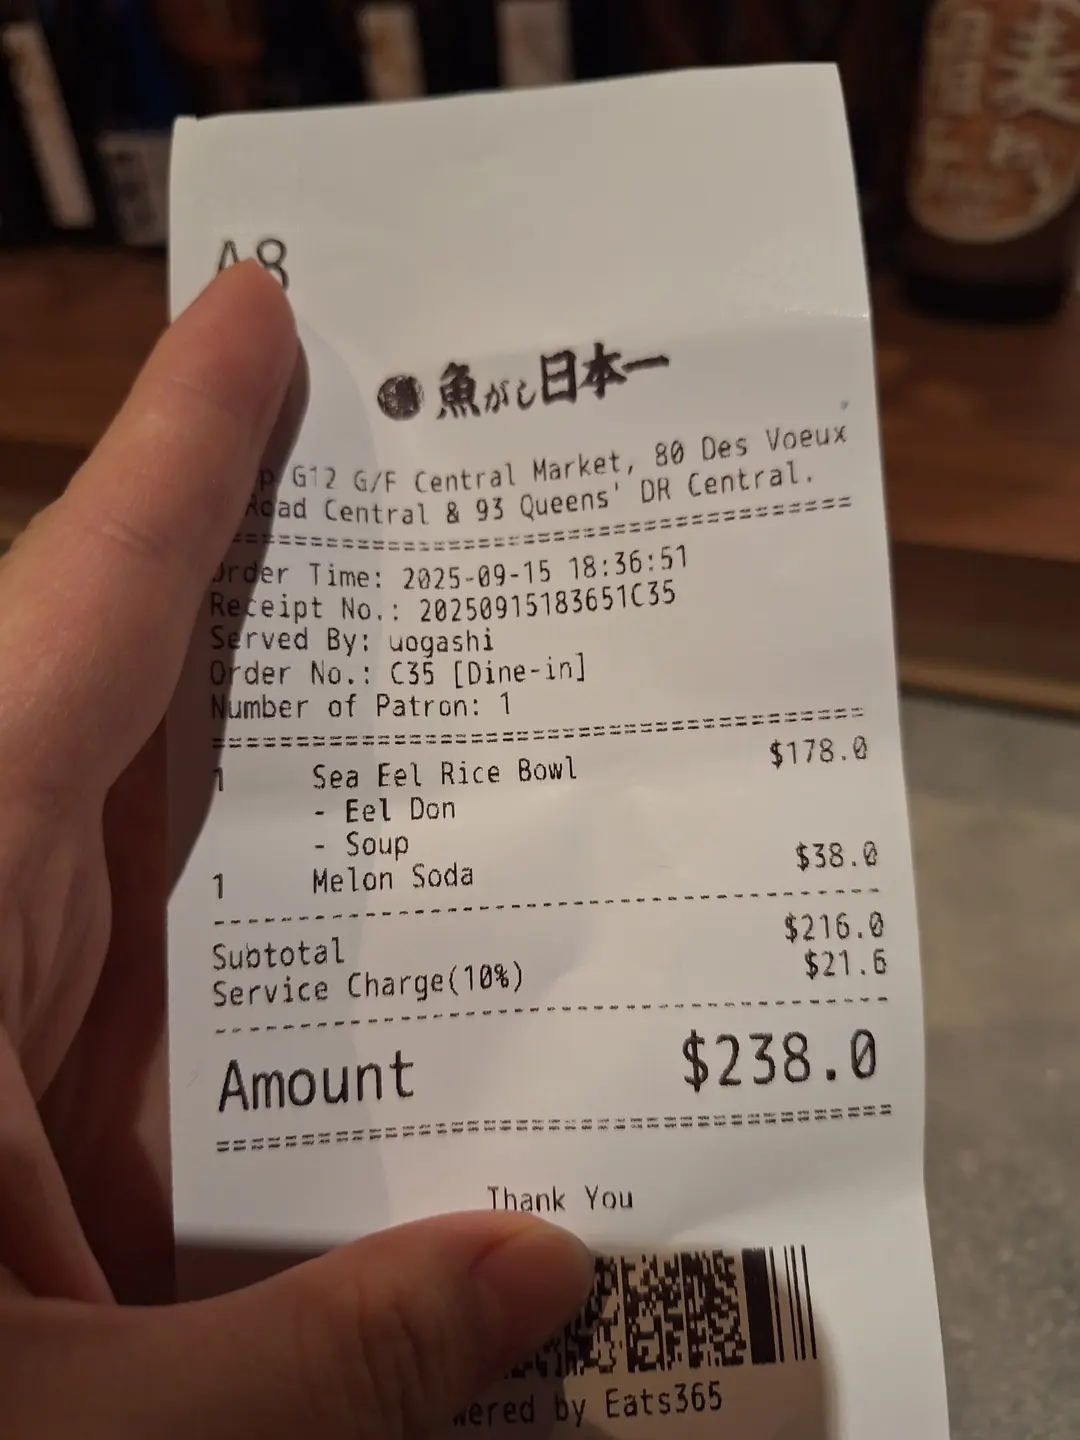 A8
魚がし日本一
p G12 G/F Central Market, 80 Des Voeux
Road Central & 93 Queens' DR Central.
==========================================
Order Time: 2025-09-15 18:36:51
Receipt No.: 20250915183651C35
Served By: uogashi
Order No.: C35 [Dine-in]
Number of Patron: 1
==========================================
1 Sea Eel Rice Bowl $178.0
- Eel Don
- Soup
1 Melon Soda $38.0
------------------------------------------
Subtotal $216.0
Service Charge(10%) $21.6
------------------------------------------
Amount $238.0
==========================================
Thank You
wered by Eats365